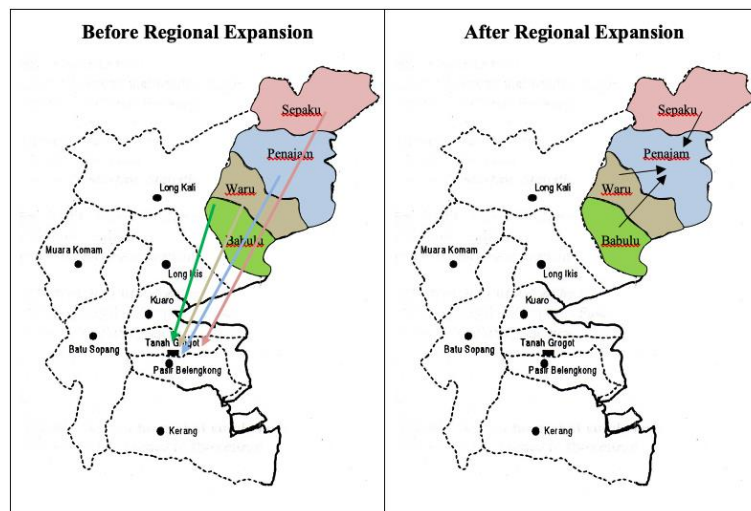 Before Regional Expansion
Sepaku
Penajam
Waru
Long Kali
Babulu
Muara Komam
Long Ikis
Kuaro
Tanah Grogot
Batu Sopang
Pasir Belengkong
Kerang
After Regional Expansion
Sepaku
Penajam
Waru
Long Kali
Babulu
Muara Komam
Long Ikis
Kuaro
Tanah Grogot
Batu Sopang
Pasir Belengkong
Kerang